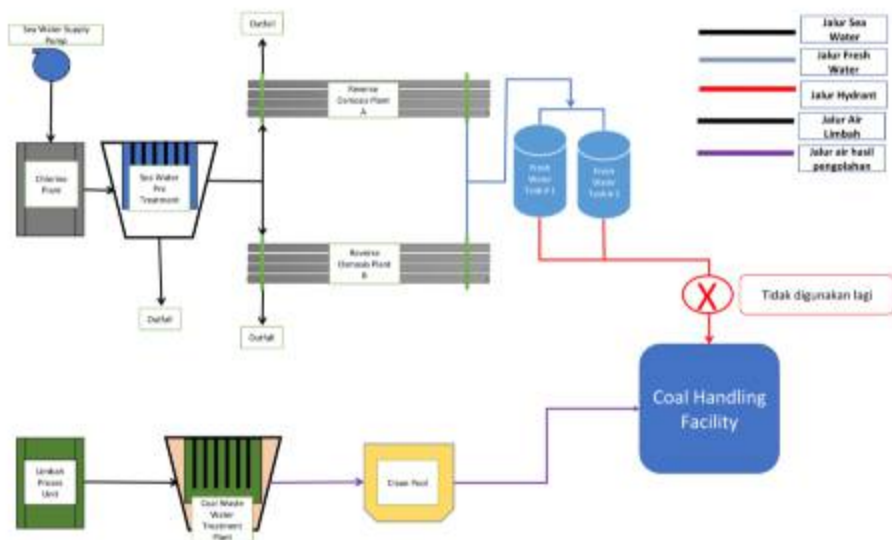 Sea Water Supply
Pump
Outfall
Jalur Sea
Water
Jalur Fresh
Water
Jalur Hydrant
Jalur Air
Limbah
Jalur air hasil
pengolahan
Reverse
Osmosis Plant
A
Chlorine
Plant
Sea Water
Pre
Treatment
Fresh
Water
Tank # 1
Fresh
Water
Tank # 2
Reverse
Osmosis Plant
B
Outfall
Outfall
X
Tidak digunakan lagi
Coal Handling
Facility
Limbah
Proses
Unit
Coal Waste
Water
Treatment
Plant
Clean Pool